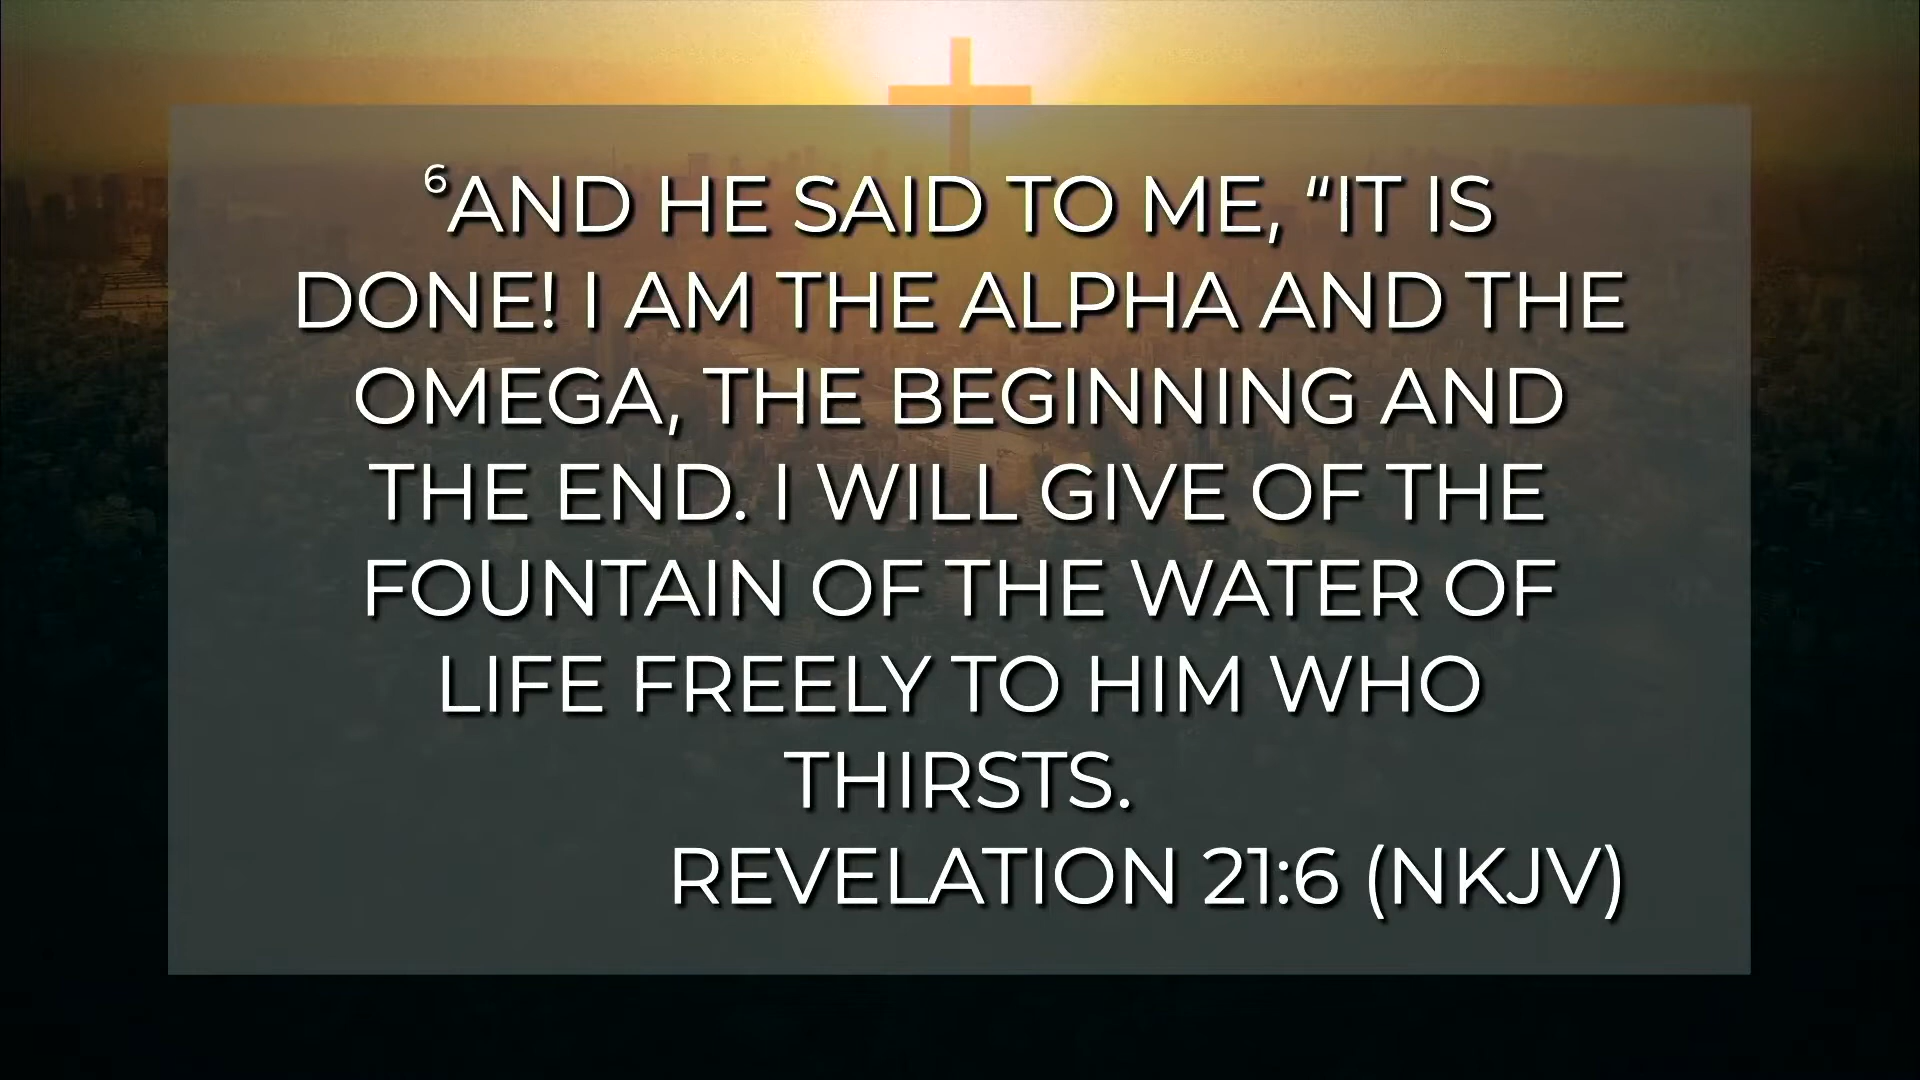 ⁶AND HE SAID TO ME, “IT IS
DONE! I AM THE ALPHA AND THE
OMEGA, THE BEGINNING AND
THE END. I WILL GIVE OF THE
FOUNTAIN OF THE WATER OF
LIFE FREELY TO HIM WHO
THIRSTS.
REVELATION 21:6 (NKJV)